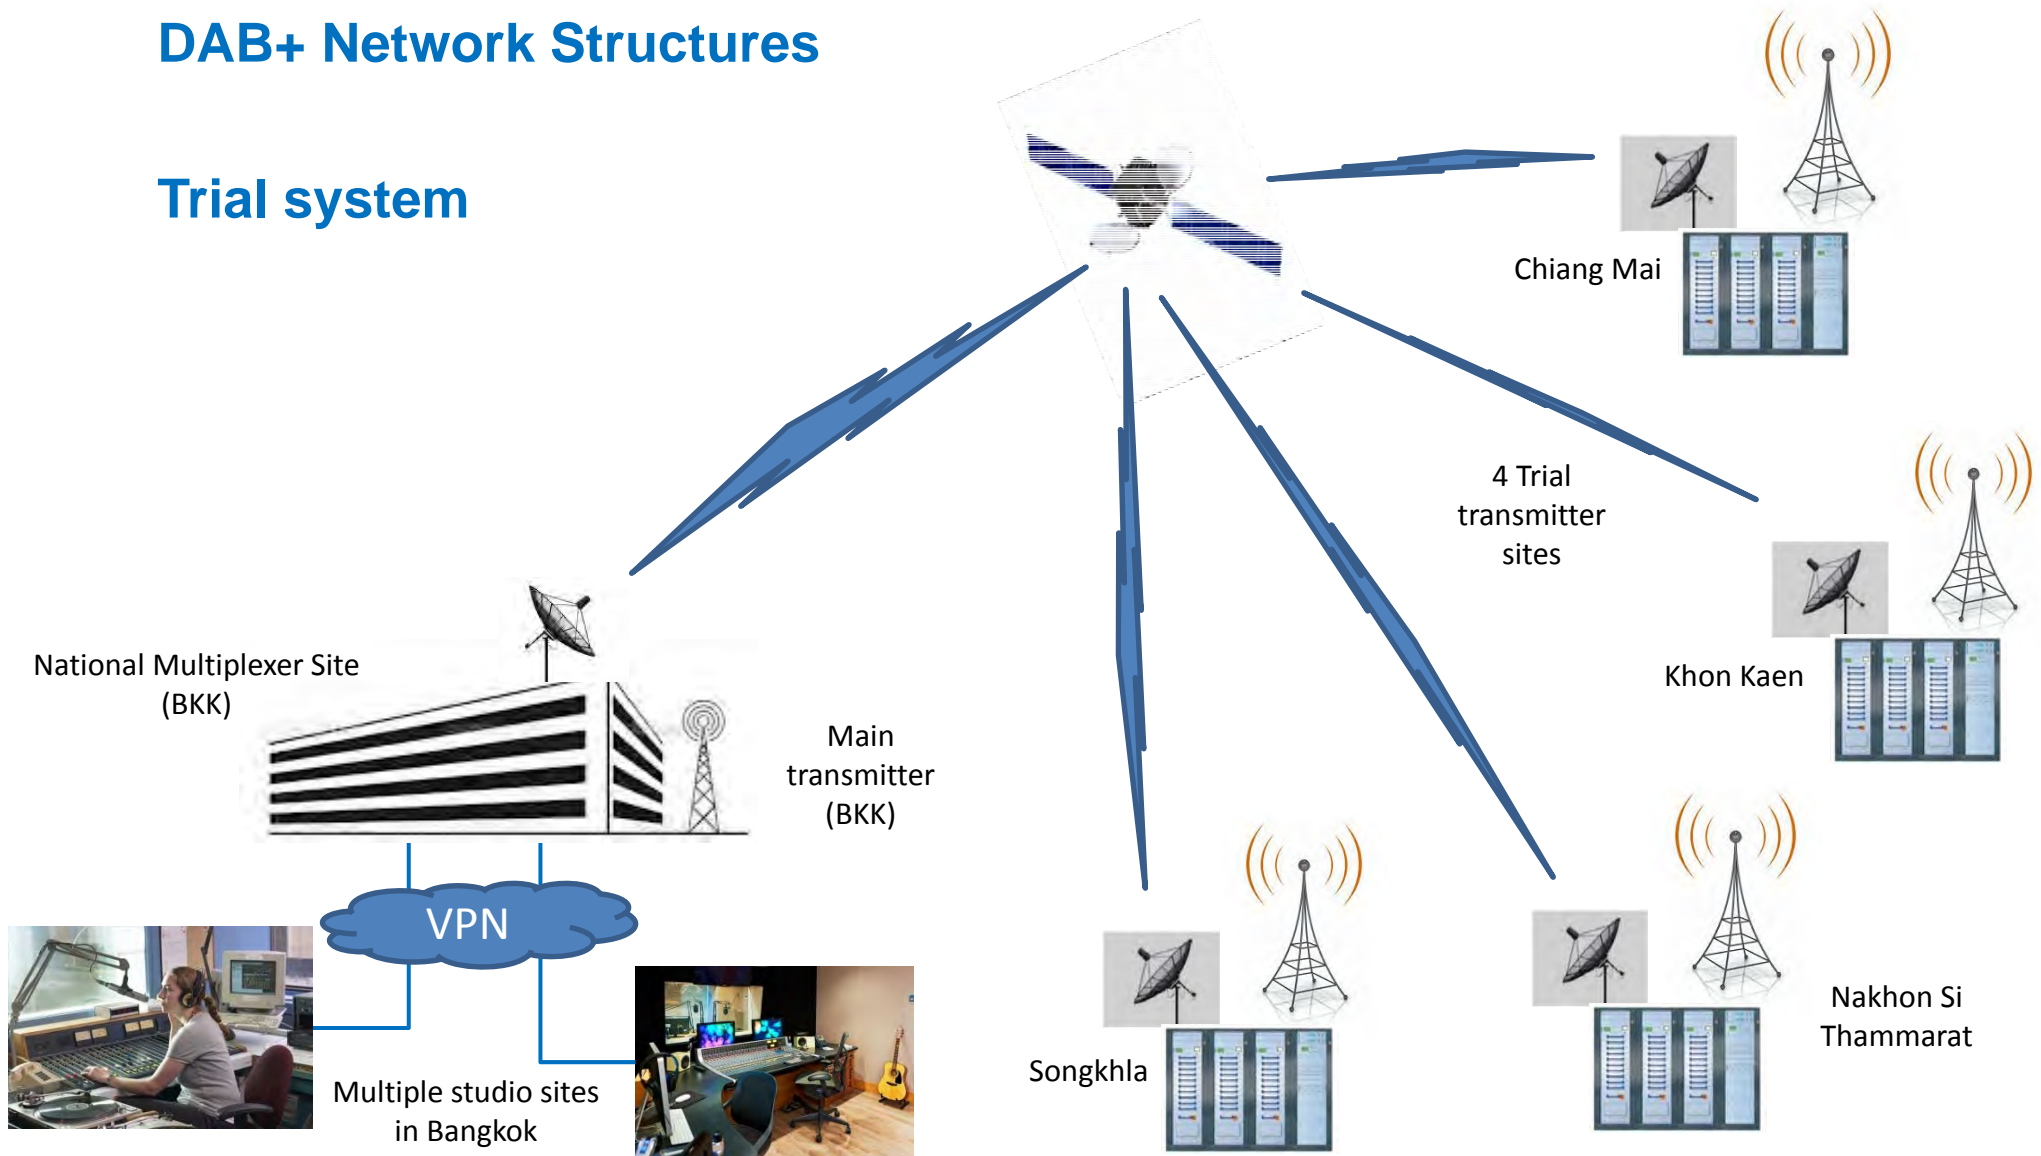 DAB+ Network Structures
Trial system
Chiang Mai
4 Trial
transmitter
sites
Khon Kaen
National Multiplexer Site
(BKK)
Main
transmitter
(BKK)
VPN
Nakhon Si
Thammarat
Songkhla
Multiple studio sites
in Bangkok